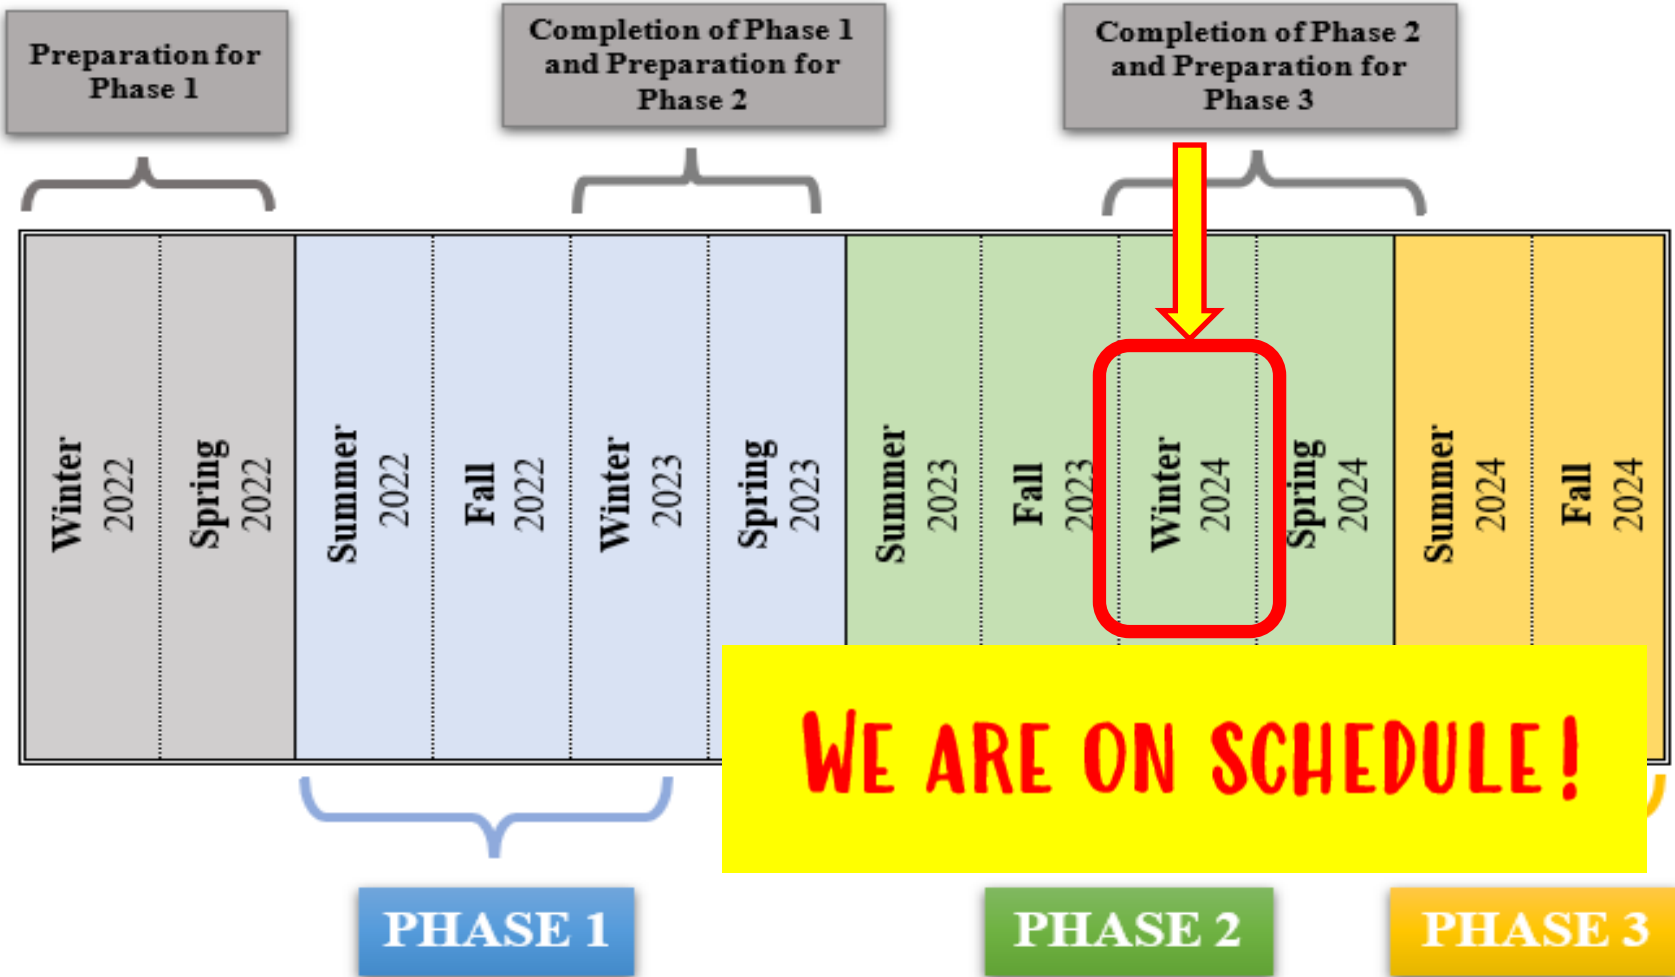 Preparation for
Phase 1
Completion of Phase 1
and Preparation for
Phase 2
Completion of Phase 2
and Preparation for
Phase 3
Winter
2022
Spring
2022
Summer
2022
Fall
2022
Winter
2023
Spring
2023
Summer
2023
Fall
2023
Winter
2024
Spring
2024
Summer
2024
Fall
2024
WE ARE ON SCHEDULE!
PHASE 1
PHASE 2
PHASE 3